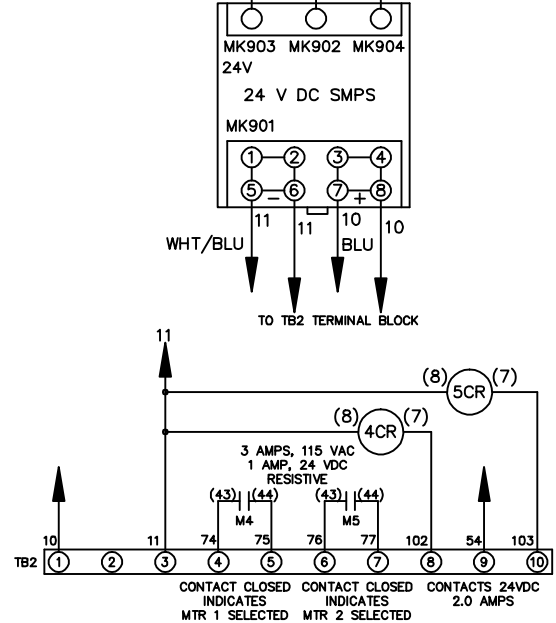 MK903 MK902 MK904
24V
24 V DC SMPS
MK901
1 2 3 4
5 - 6 7 + 8
11 11 10 10
WHT/BLU BLU
TO TB2 TERMINAL BLOCK
11
(8) 5CR (7)
(8) 4CR (7)
3 AMPS, 115 VAC
1 AMP, 24 VDC
RESISTIVE
(43) (44) (43) (44)
M4 M5
10 11 74 75 76 77 102 54 103
TB2 1 2 3 4 5 6 7 8 9 10
CONTACT CLOSED CONTACT CLOSED CONTACTS 24VDC
INDICATES INDICATES 2.0 AMPS
MTR 1 SELECTED MTR 2 SELECTED